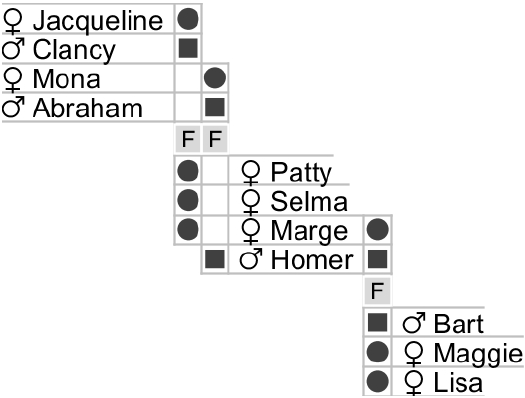 ♀ Jacqueline
♂ Clancy
♀ Mona
♂ Abraham
F F
♀ Patty
♀ Selma
♀ Marge
♂ Homer
F
♂ Bart
♀ Maggie
♀ Lisa